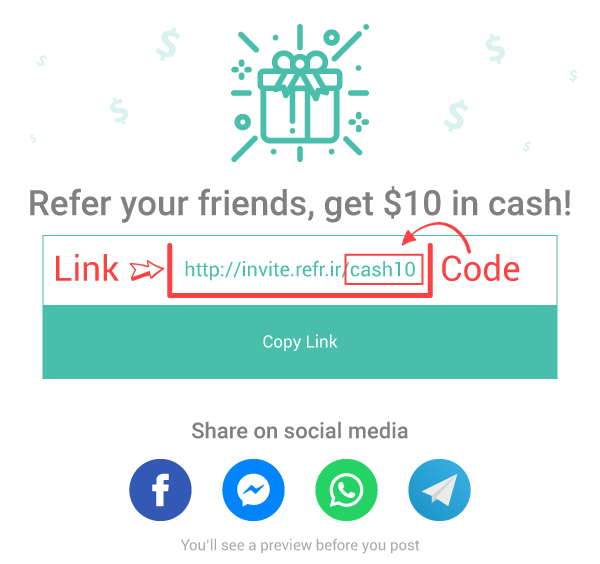 Refer your friends, get $10 in cash!
Link http://invite.refr.ir/cash10 Code
Copy Link
Share on social media
You'll see a preview before you post